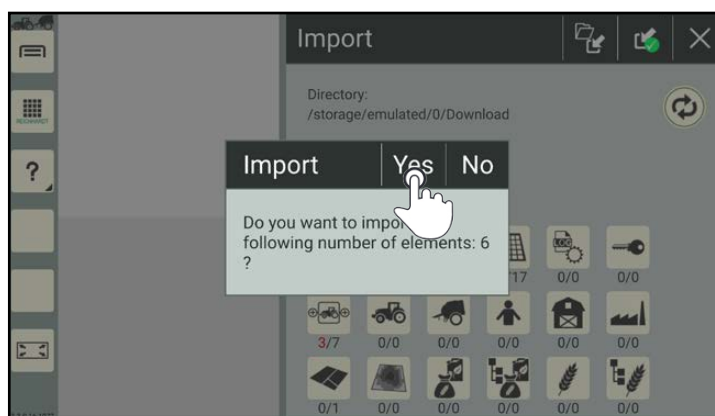 Import
Directory:
/storage/emulated/0/Download
REICHHARDT
?
Import Yes No
Do you want to impor
following number of elements: 6
?
17 0/0 0/0
3/7 0/0 0/0 0/0 0/0 0/0
0/1 0/0 0/0 0/0 0/0 0/0